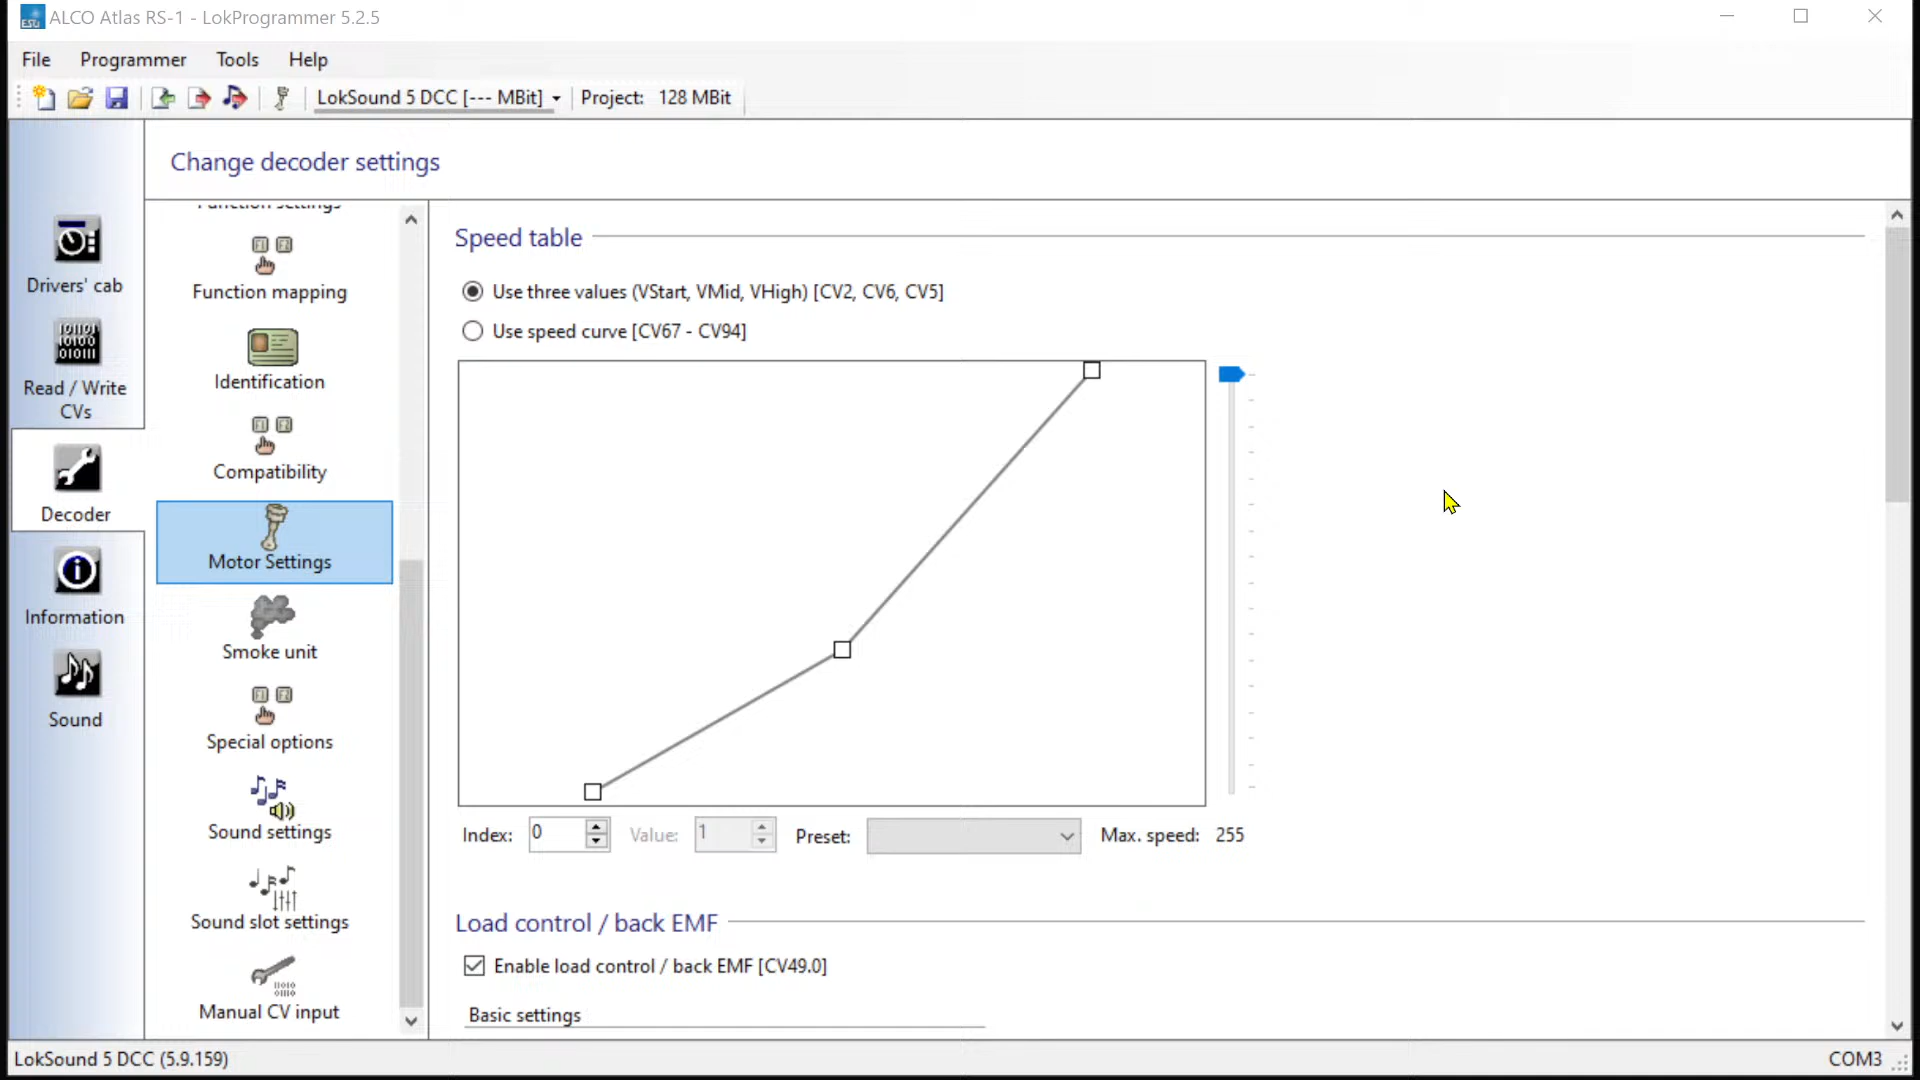 ALCO Atlas RS-1 - LokProgrammer 5.2.5
File Programmer Tools Help
LokSound 5 DCC [--- MBit] Project: 128 MBit
Change decoder settings
Drivers' cab
Read / Write
CVs
Decoder
Information
Sound
Function settings
Function mapping
Identification
Compatibility
Motor Settings
Smoke unit
Special options
Sound settings
Sound slot settings
Manual CV input
Speed table
Use three values (VStart, VMid, VHigh) [CV2, CV6, CV5]
Use speed curve [CV67 - CV94]
Index: 0 Value: 1 Preset: Max. speed: 255
Load control / back EMF
Enable load control / back EMF [CV49.0]
Basic settings
LokSound 5 DCC (5.9.159)
COM3